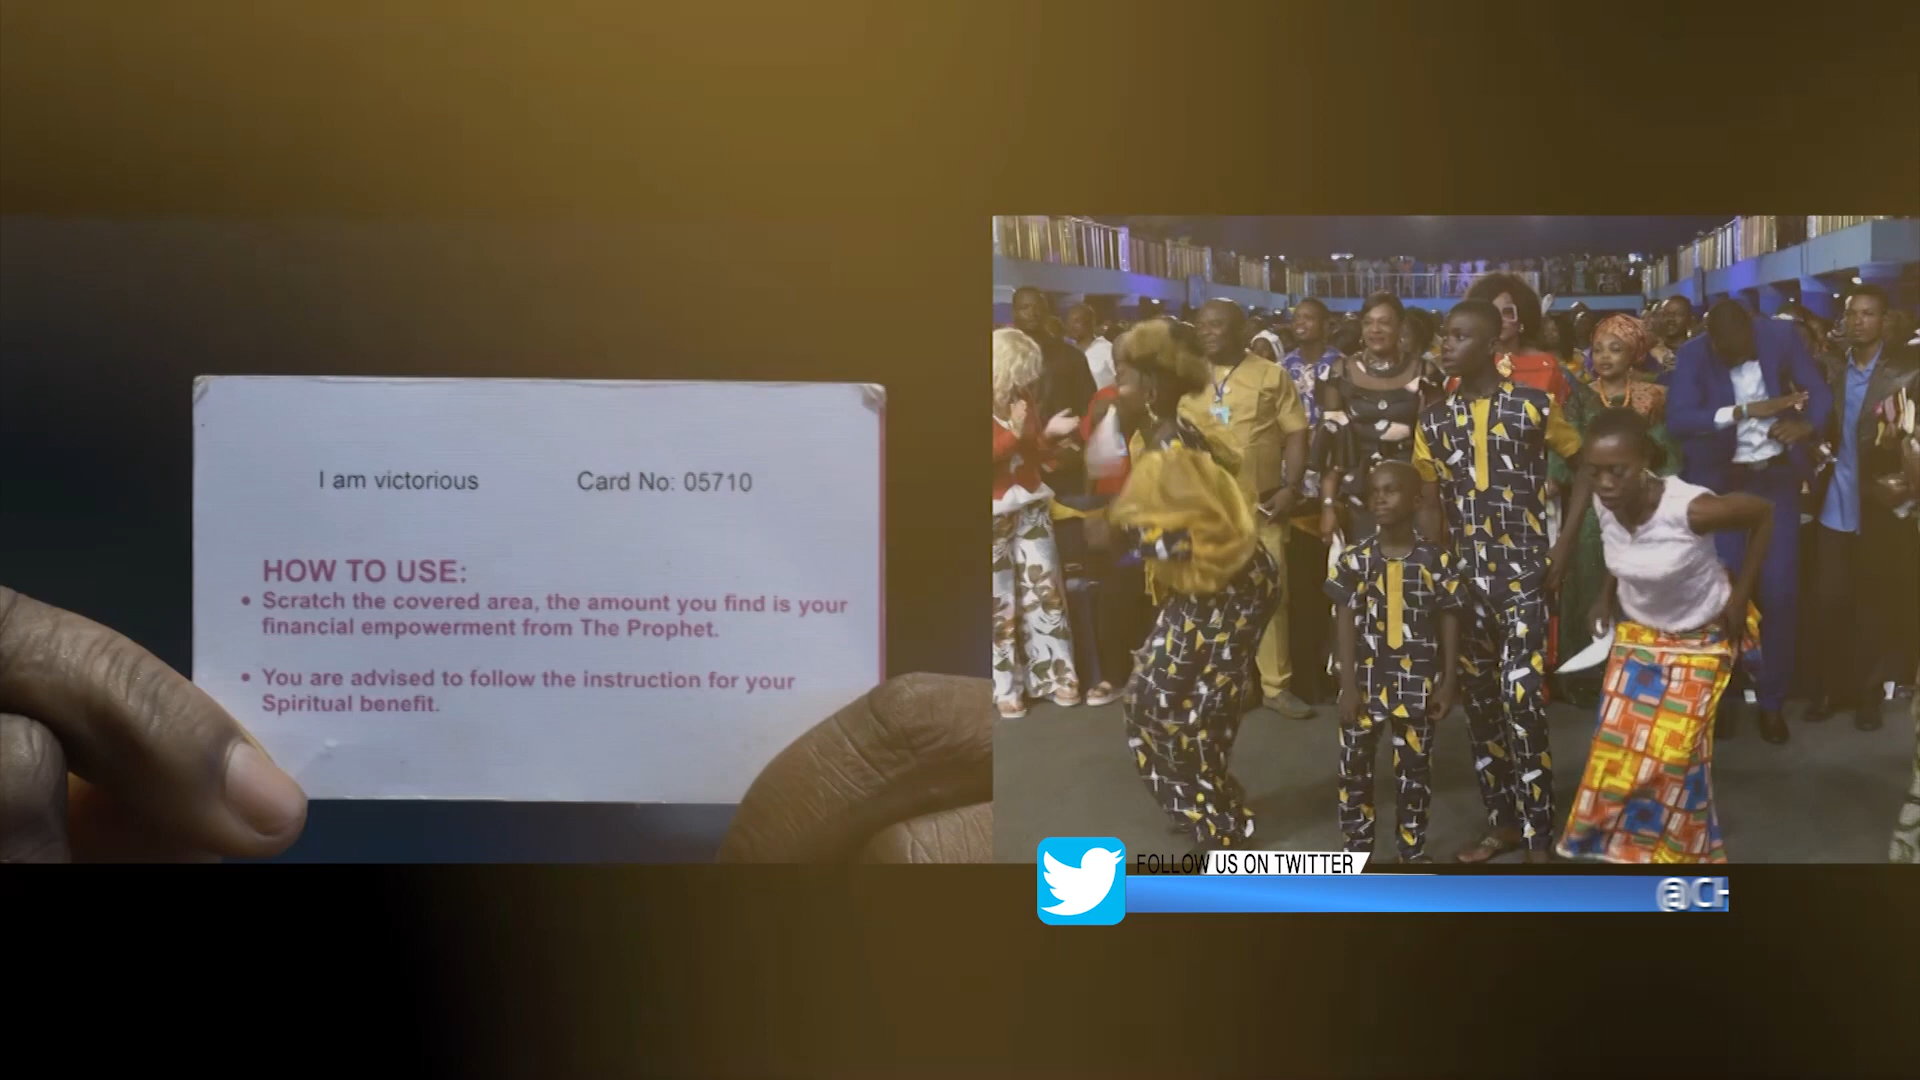 I am victorious Card No: 05710
HOW TO USE:
• Scratch the covered area, the amount you find is your
financial empowerment from The Prophet.
• You are advised to follow the instruction for your
Spiritual benefit.
FOLLOW US ON TWITTER
@CH